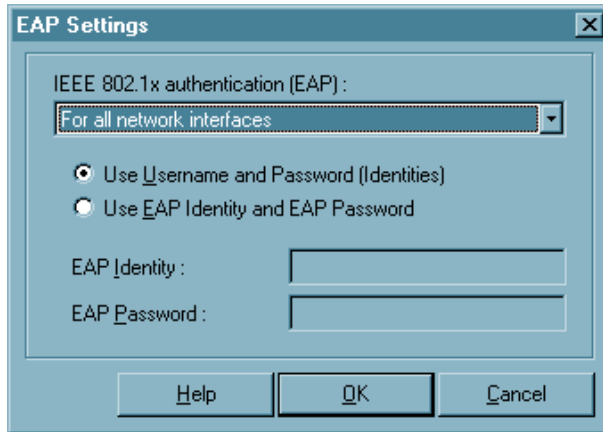 EAP Settings
IEEE 802.1x authentication (EAP) :
For all network interfaces
Use Username and Password (Identities)
Use EAP Identity and EAP Password
EAP Identity :
EAP Password :
Help OK Cancel